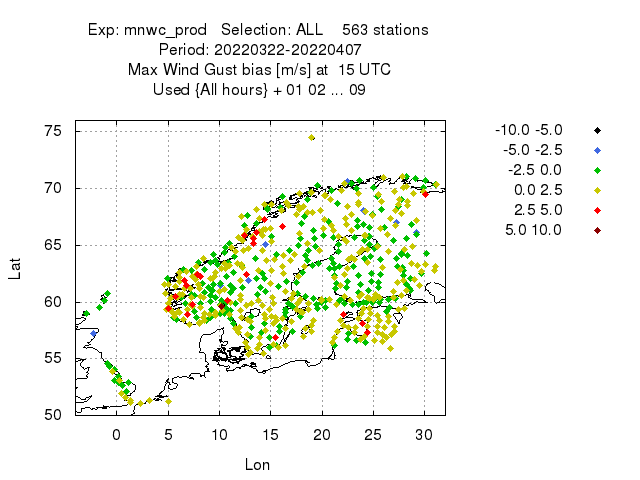 Exp: mnwc_prod   Selection: ALL    563 stations
Period: 20220322-20220407
Max Wind Gust bias [m/s] at  15 UTC
Used {All hours} + 01 02 ... 09
75
70
65
60
55
50
Lat
0 5 10 15 20 25 30
Lon
-10.0 -5.0
-5.0 -2.5
-2.5 0.0
0.0 2.5
2.5 5.0
5.0 10.0